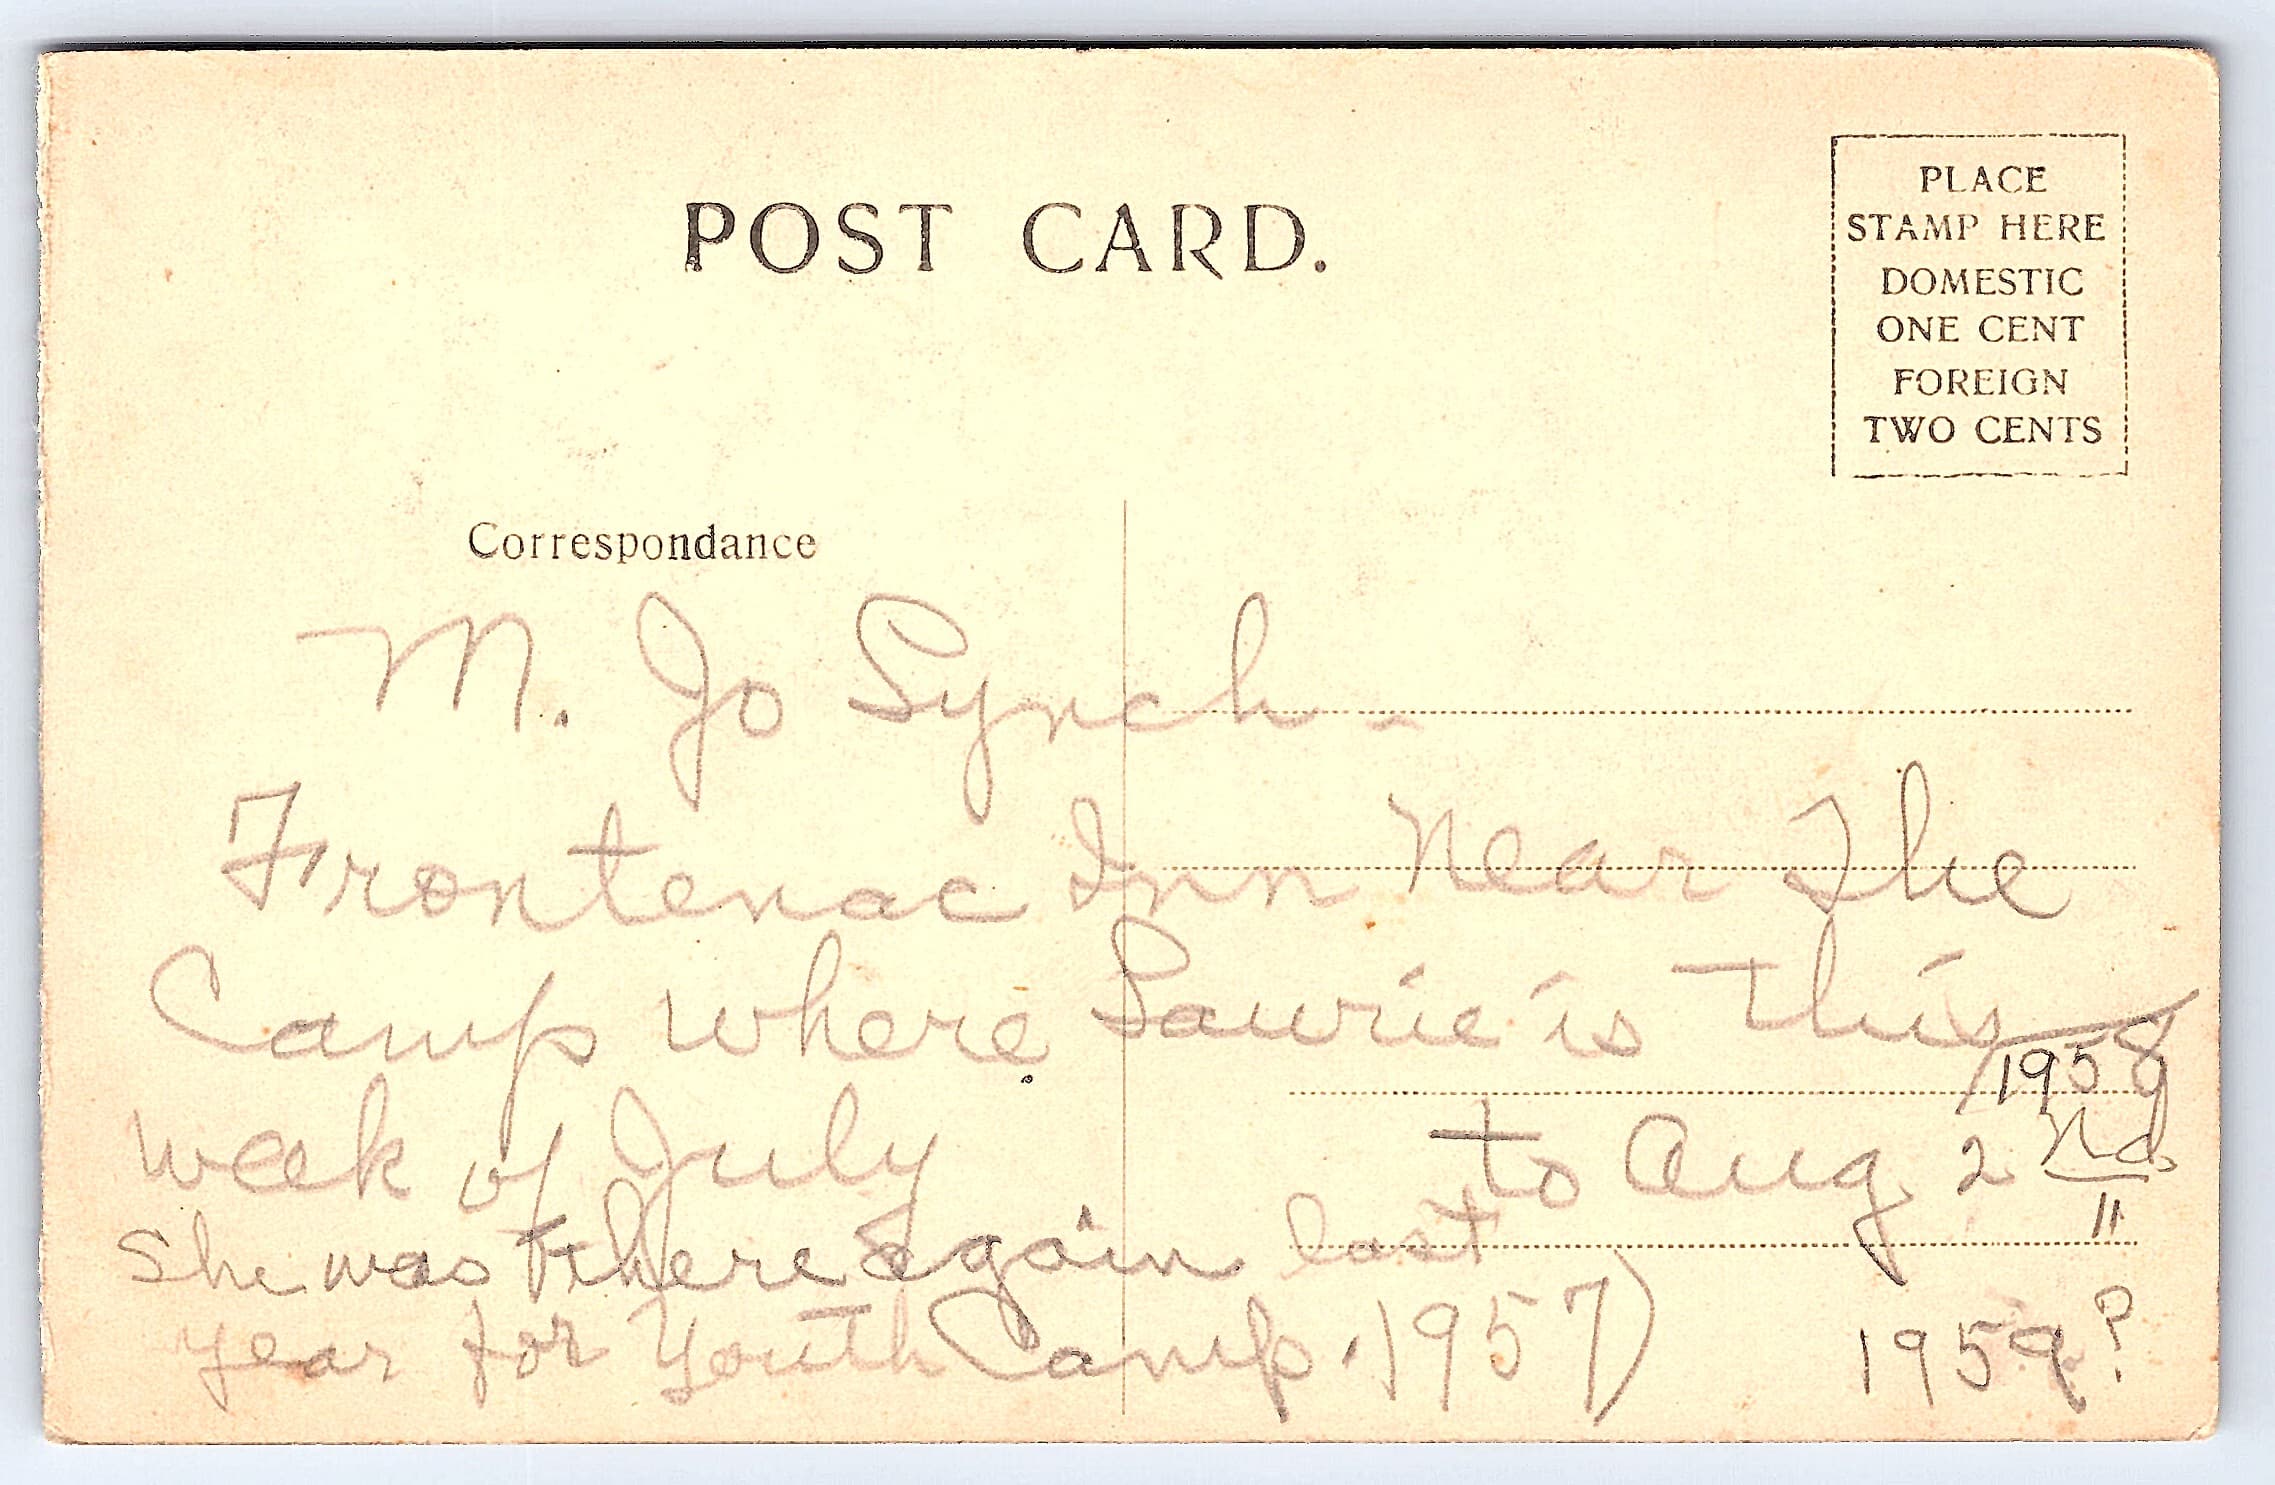 POST CARD.
PLACE
STAMP HERE
DOMESTIC
ONE CENT
FOREIGN
TWO CENTS
Correspondance
M. Jo Synch -
Frontenac Inn Near The
Camp where Laurie is this
1958
week of July to Aug 2nd
"
She was there again last
year for Youth Camp. 1957)
1959?